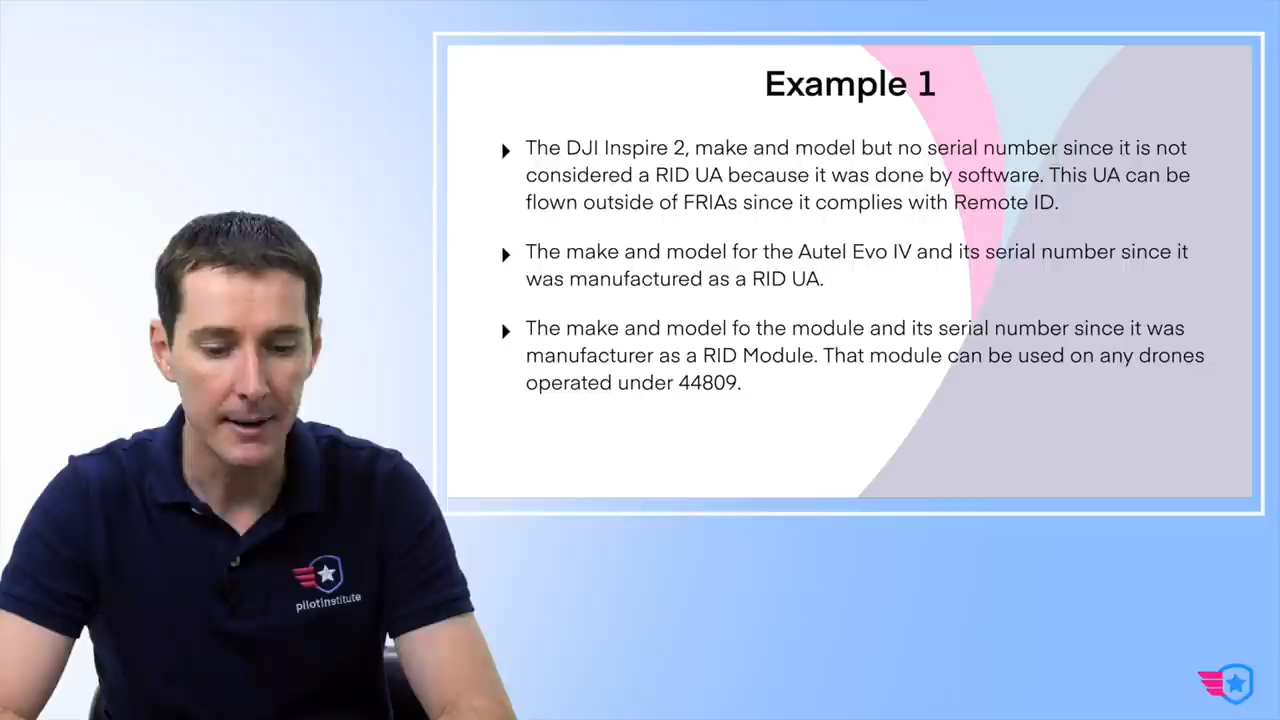 Example 1
The DJI Inspire 2, make and model but no serial number since it is not
considered a RID UA because it was done by software. This UA can be
flown outside of FRIAs since it complies with Remote ID.
The make and model for the Autel Evo IV and its serial number since it
was manufactured as a RID UA.
The make and model fo the module and its serial number since it was
manufacturer as a RID Module. That module can be used on any drones
operated under 44809.
pilotinstitute